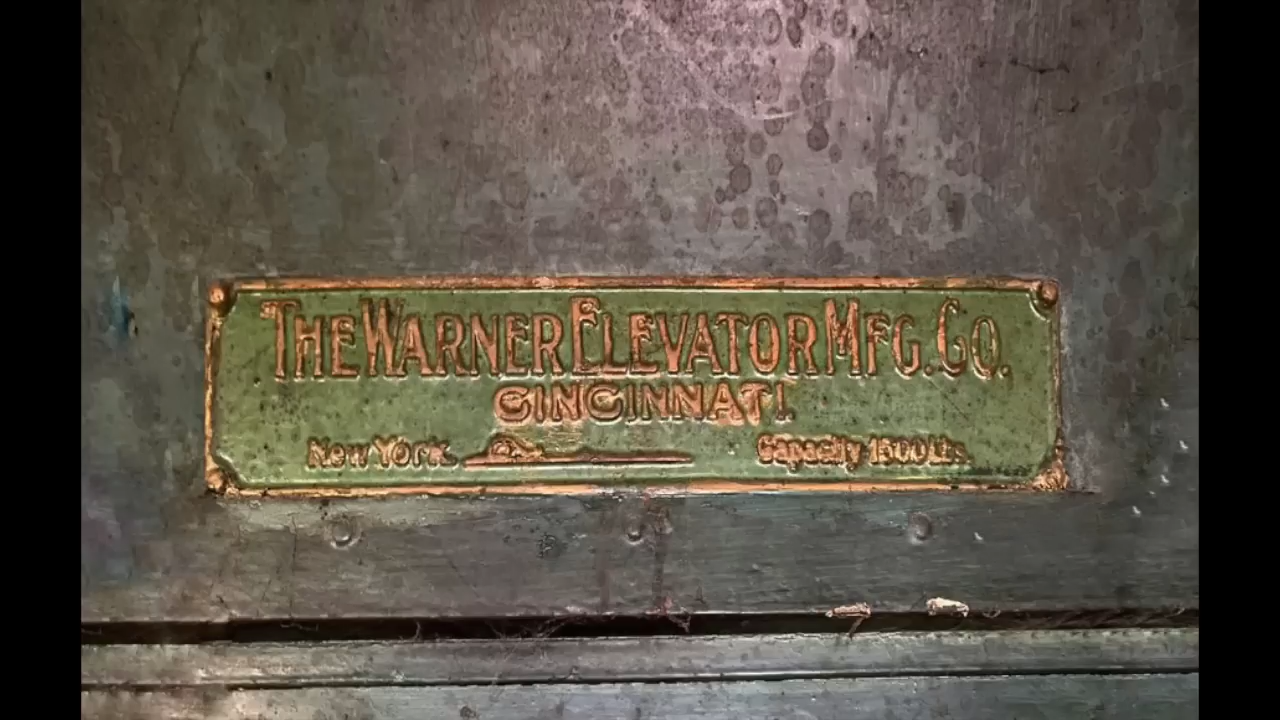 THE WARNER ELEVATOR MFG. CO.
CINCINNATI.
New York. Capacity 1500 Lbs.